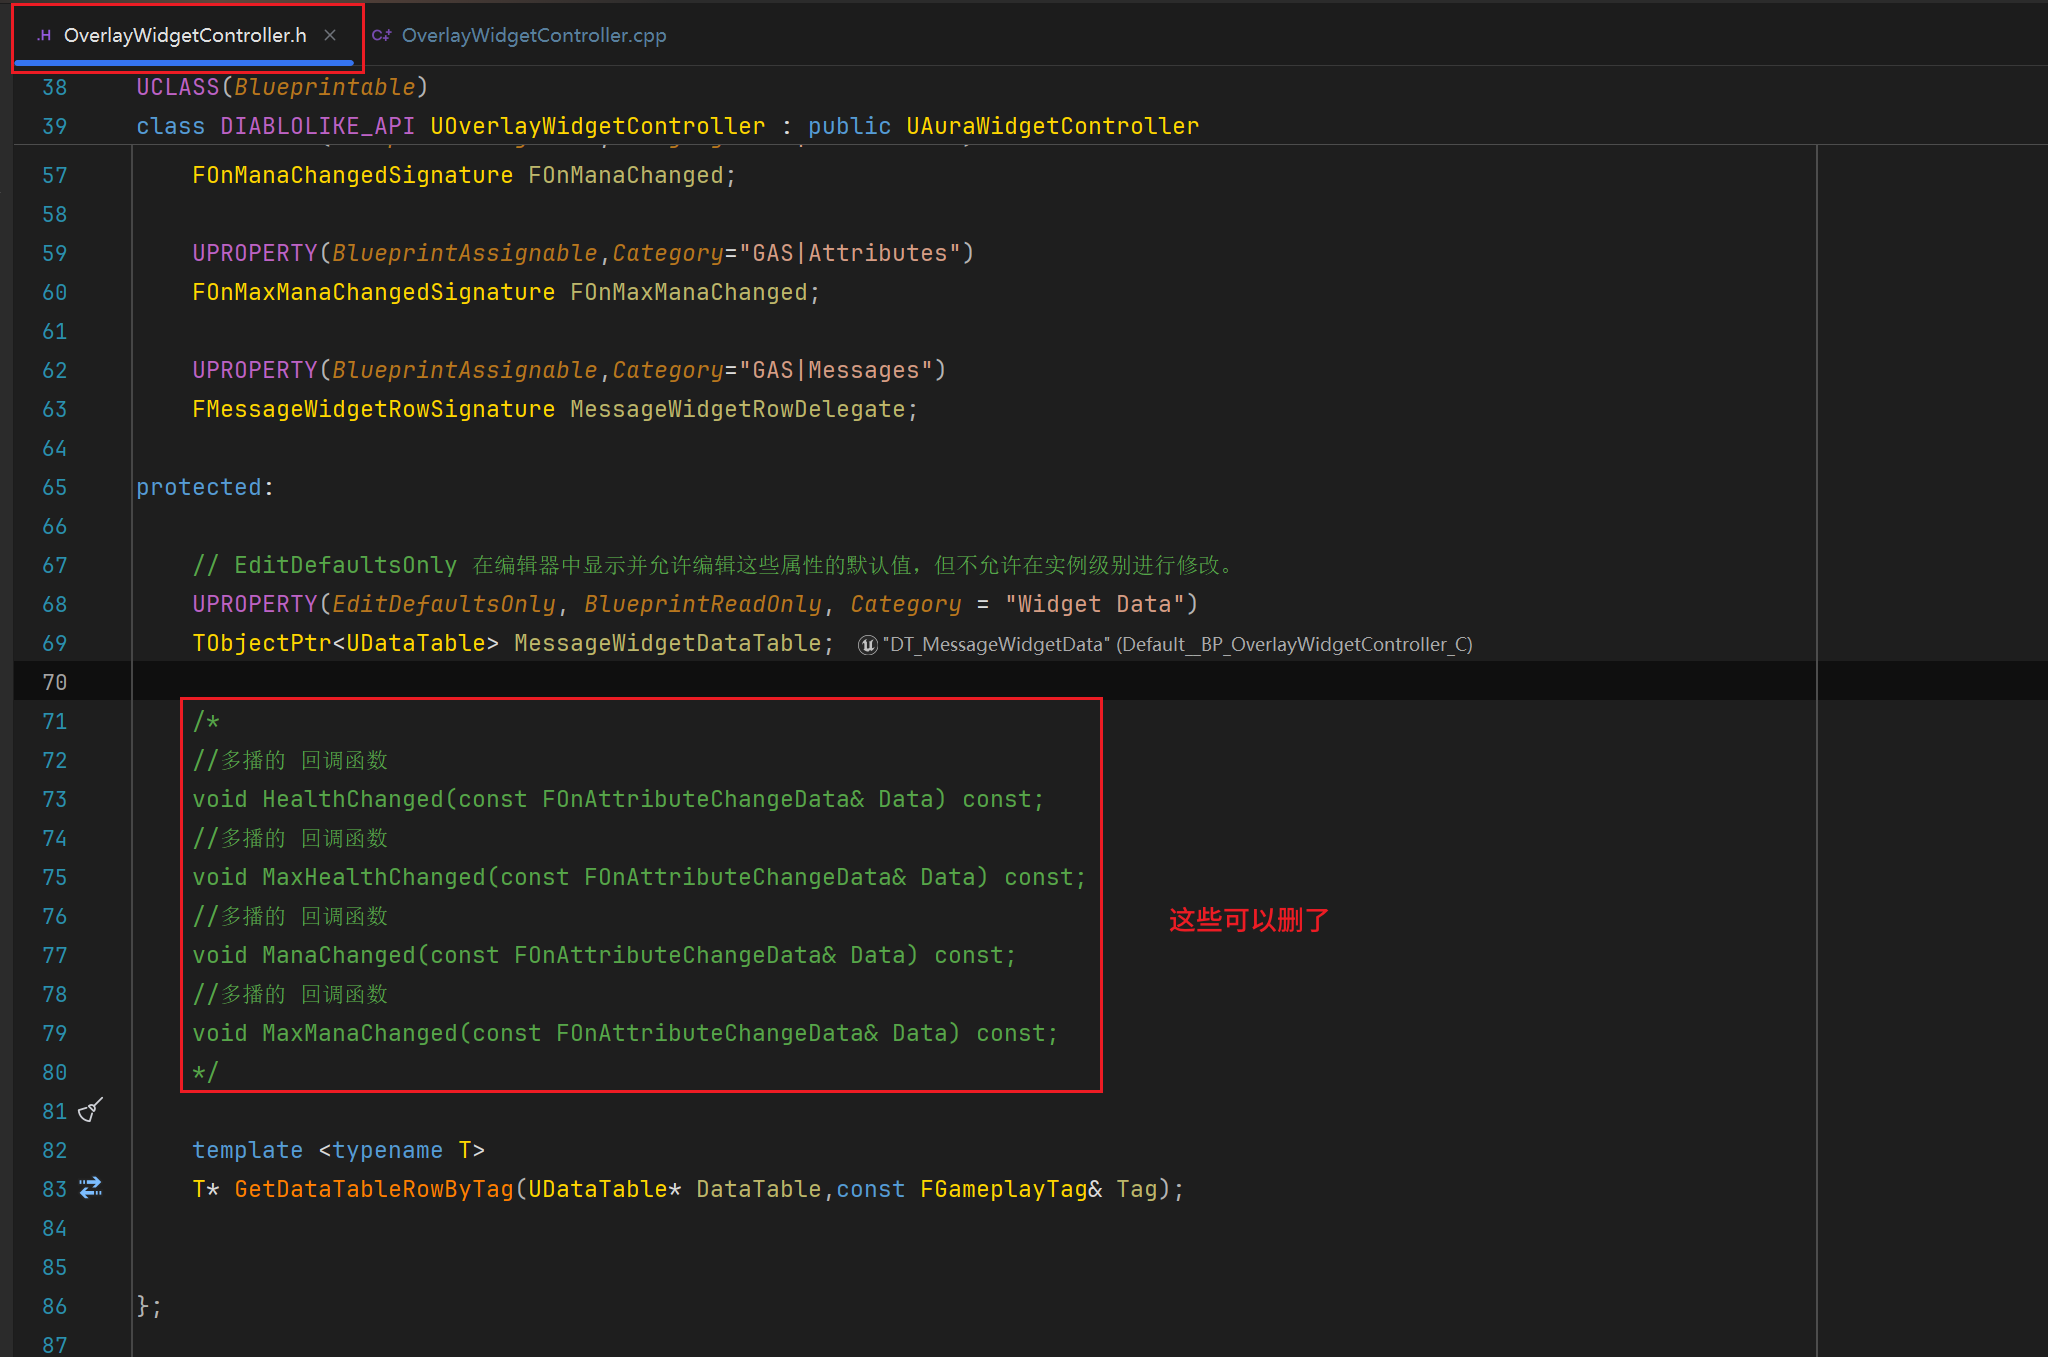 .H OverlayWidgetController.h × C++ OverlayWidgetController.cpp
38 UCLASS(Blueprintable)
39 class DIABLOLIKE_API UOverlayWidgetController : public UAuraWidgetController
57 FOnManaChangedSignature FOnManaChanged;
58
59 UPROPERTY(BlueprintAssignable,Category="GAS|Attributes")
60 FOnMaxManaChangedSignature FOnMaxManaChanged;
61
62 UPROPERTY(BlueprintAssignable,Category="GAS|Messages")
63 FMessageWidgetRowSignature MessageWidgetRowDelegate;
64
65 protected:
66
67 // EditDefaultsOnly 在编辑器中显示并允许编辑这些属性的默认值，但不允许在实例级别进行修改。
68 UPROPERTY(EditDefaultsOnly, BlueprintReadOnly, Category = "Widget Data")
69 TObjectPtr<UDataTable> MessageWidgetDataTable; "DT_MessageWidgetData" (Default__BP_OverlayWidgetController_C)
70
71 /*
72 //多播的 回调函数
73 void HealthChanged(const FOnAttributeChangeData& Data) const;
74 //多播的 回调函数
75 void MaxHealthChanged(const FOnAttributeChangeData& Data) const;
76 //多播的 回调函数
这些可以删了
77 void ManaChanged(const FOnAttributeChangeData& Data) const;
78 //多播的 回调函数
79 void MaxManaChanged(const FOnAttributeChangeData& Data) const;
80 */
81
82 template <typename T>
83 T* GetDataTableRowByTag(UDataTable* DataTable,const FGameplayTag& Tag);
84
85
86 };
87